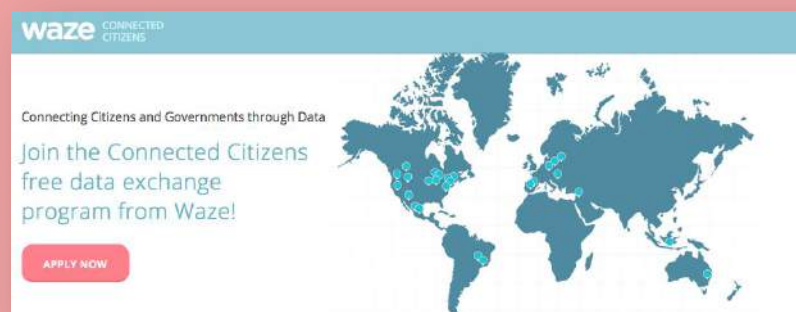 waze CONNECTED
CITIZENS
Connecting Citizens and Governments through Data
Join the Connected Citizens
free data exchange
program from Waze!
APPLY NOW